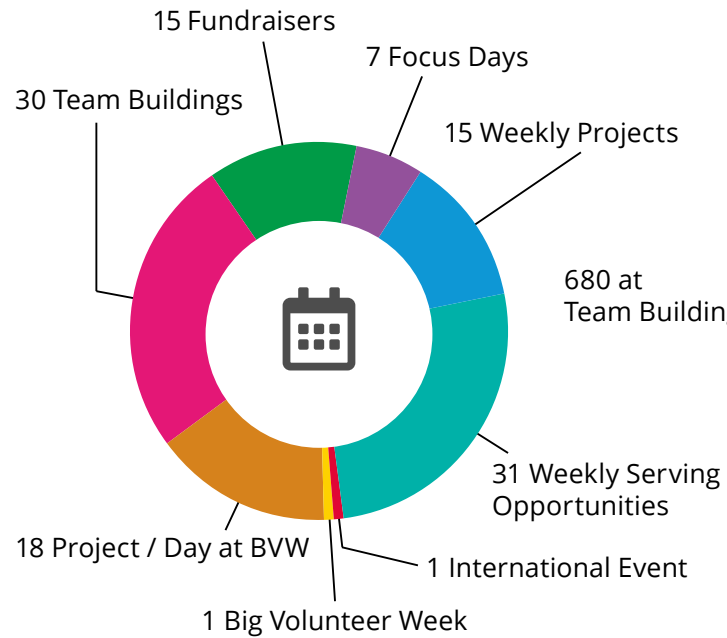 15 Fundraisers
7 Focus Days
30 Team Buildings
15 Weekly Projects
680 at
Team
31 Weekly Serving
Opportunities
18 Project / Day at BVW
1 International Event
1 Big Volunteer Week